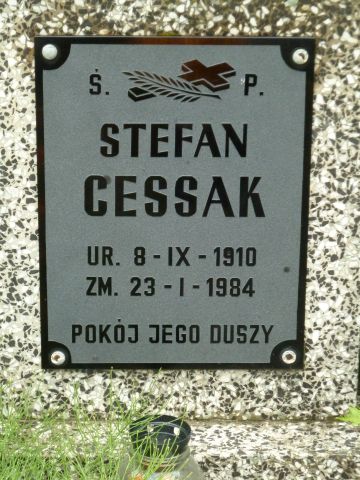 Ś. P.
STEFAN
CESSAK
UR. 8-IX-1910
ZM. 23-I-1984
POKÓJ JEGO DUSZY